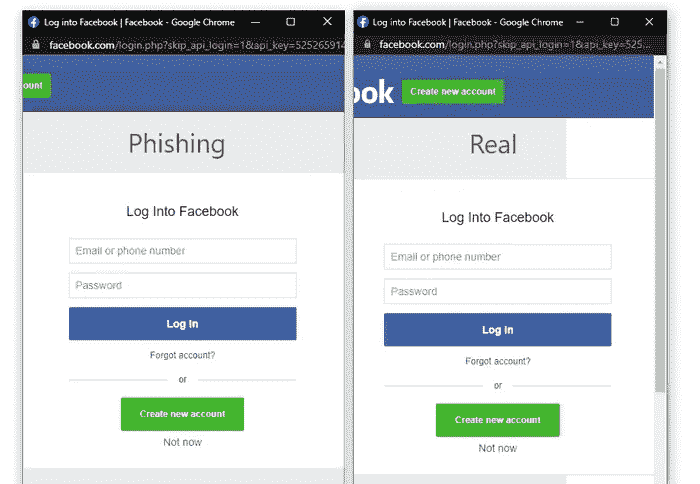 Log into Facebook | Facebook - Google Chrome
facebook.com/login.php?skip_api_login=1&api_key=525265914
ount
Phishing
Log Into Facebook
Email or phone number
Password
Log In
Forgot account?
or
Create new account
Not now
Log into Facebook | Facebook - Google Chrome
facebook.com/login.php?skip_api_login=1&api_key=525...
ook Create new account
Real
Log Into Facebook
Email or phone number
Password
Log In
Forgot account?
or
Create new account
Not now